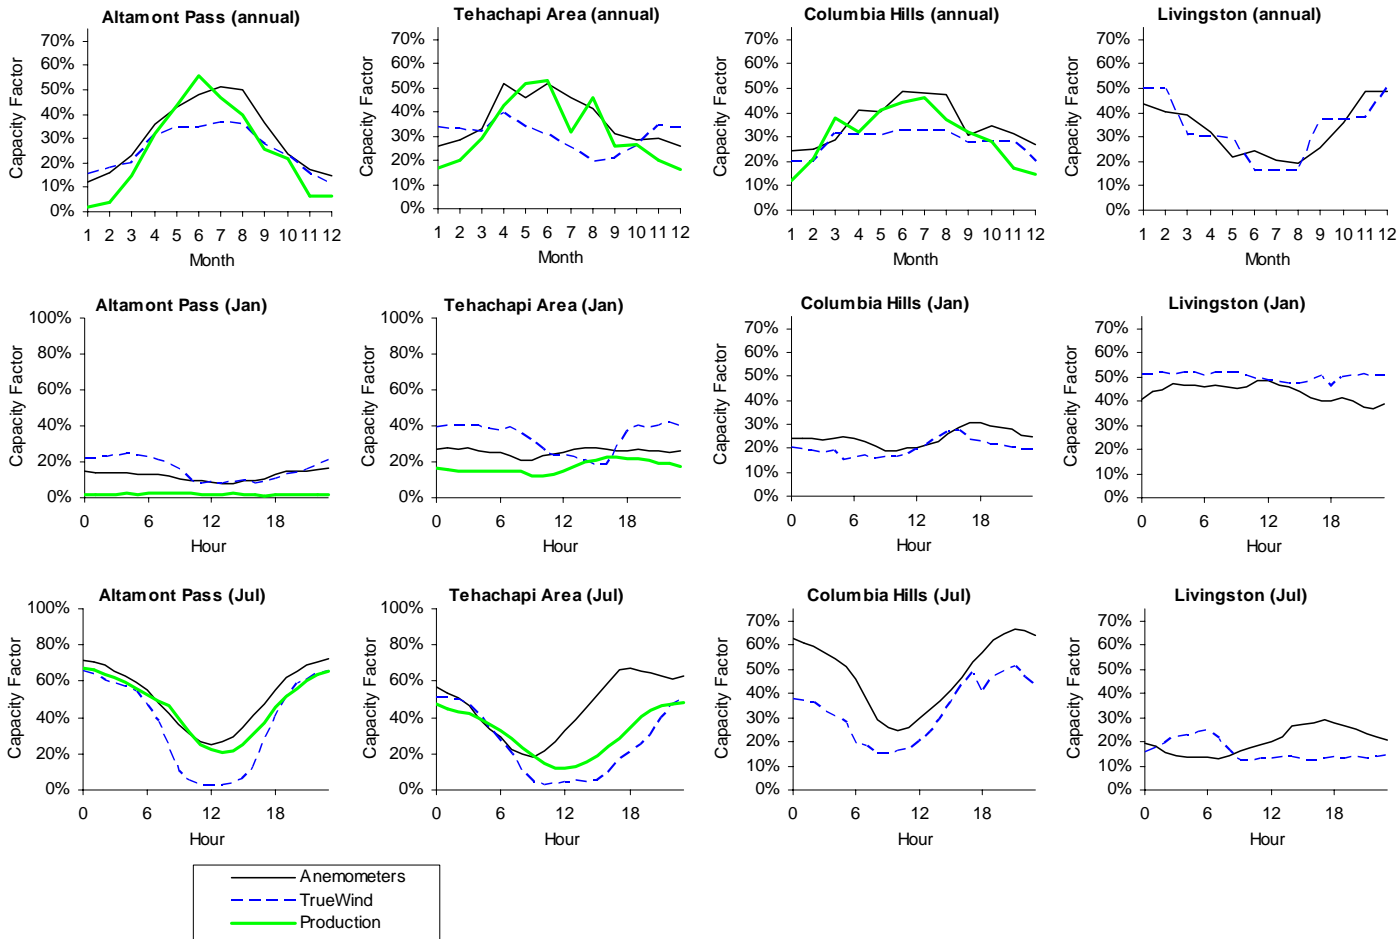 Altamont Pass (annual)
Capacity Factor
70%
60%
50%
40%
30%
20%
10%
0%
1 2 3 4 5 6 7 8 9 10 11 12
Month
Tehachapi Area (annual)
Capacity Factor
70%
60%
50%
40%
30%
20%
10%
0%
1 2 3 4 5 6 7 8 9 10 11 12
Month
Columbia Hills (annual)
Capacity Factor
70%
60%
50%
40%
30%
20%
10%
0%
1 2 3 4 5 6 7 8 9 10 11 12
Month
Livingston (annual)
Capacity Factor
70%
60%
50%
40%
30%
20%
10%
0%
1 2 3 4 5 6 7 8 9 10 11 12
Month
Altamont Pass (Jan)
Capacity Factor
100%
80%
60%
40%
20%
0%
0 6 12 18
Hour
Tehachapi Area (Jan)
Capacity Factor
100%
80%
60%
40%
20%
0%
0 6 12 18
Hour
Columbia Hills (Jan)
Capacity Factor
70%
60%
50%
40%
30%
20%
10%
0%
0 6 12 18
Hour
Livingston (Jan)
Capacity Factor
70%
60%
50%
40%
30%
20%
10%
0%
0 6 12 18
Hour
Altamont Pass (Jul)
Capacity Factor
100%
80%
60%
40%
20%
0%
0 6 12 18
Hour
Tehachapi Area (Jul)
Capacity Factor
100%
80%
60%
40%
20%
0%
0 6 12 18
Hour
Columbia Hills (Jul)
Capacity Factor
70%
60%
50%
40%
30%
20%
10%
0%
0 6 12 18
Hour
Livingston (Jul)
Capacity Factor
70%
60%
50%
40%
30%
20%
10%
0%
0 6 12 18
Hour
Anemometers
TrueWind
Production